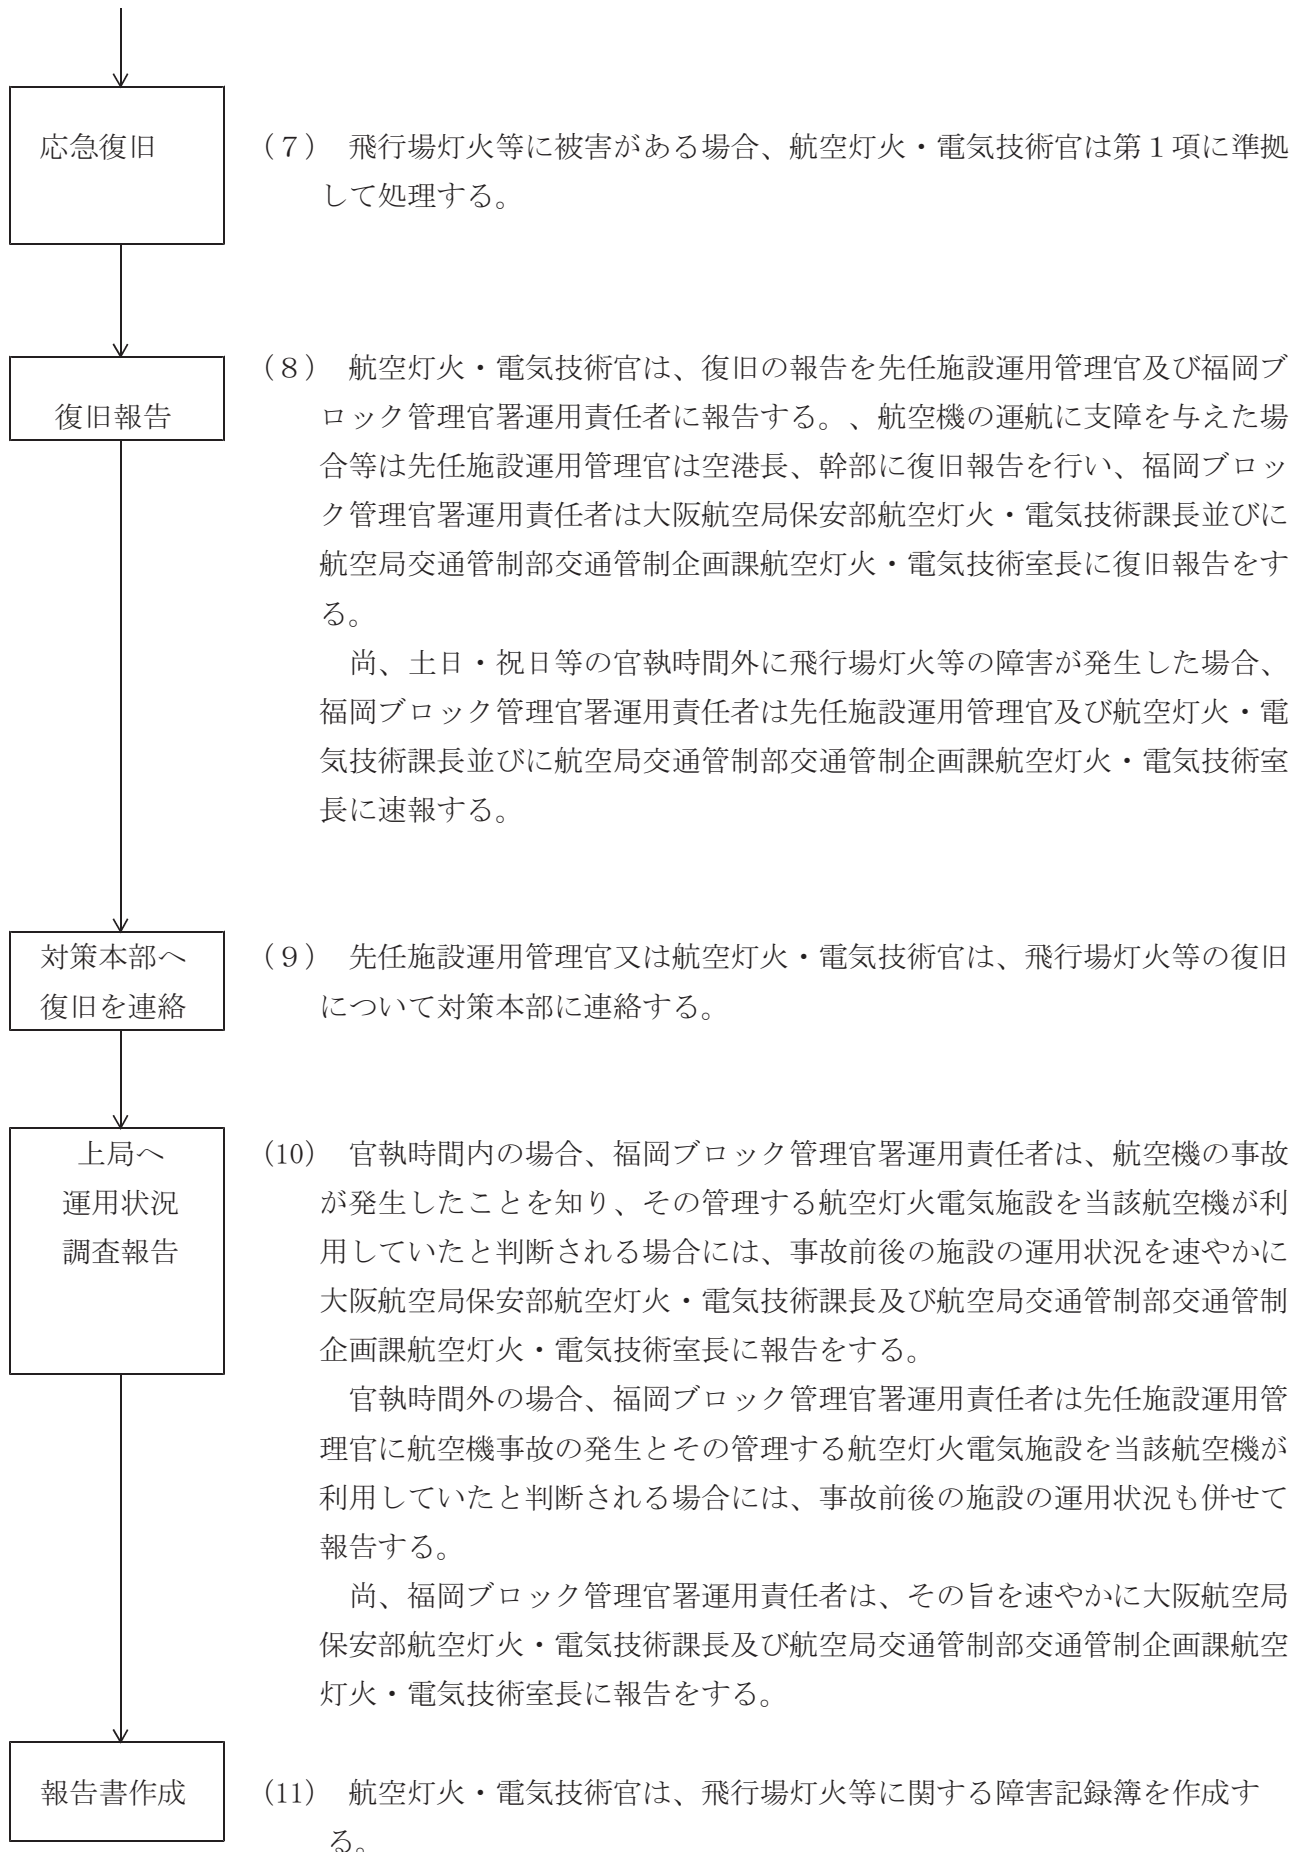 応急復旧
(7) 飛行場灯火等に被害がある場合、航空灯火・電気技術官は第1項に準拠
して処理する。
復旧報告
(8) 航空灯火・電気技術官は、復旧の報告を先任施設運用管理官及び福岡ブ
ロック管理官署運用責任者に報告する。、航空機の運航に支障を与えた場
合等は先任施設運用管理官は空港長、幹部に復旧報告を行い、福岡ブロッ
ク管理官署運用責任者は大阪航空局保安部航空灯火・電気技術課長並びに
航空局交通管制部交通管制企画課航空灯火・電気技術室長に復旧報告をす
る。
尚、土日・祝日等の官執時間外に飛行場灯火等の障害が発生した場合、
福岡ブロック管理官署運用責任者は先任施設運用管理官及び航空灯火・電
気技術課長並びに航空局交通管制部交通管制企画課航空灯火・電気技術室
長に速報する。
対策本部へ
復旧を連絡
(9) 先任施設運用管理官又は航空灯火・電気技術官は、飛行場灯火等の復旧
について対策本部に連絡する。
上局へ
運用状況
調査報告
(10) 官執時間内の場合、福岡ブロック管理官署運用責任者は、航空機の事故
が発生したことを知り、その管理する航空灯火電気施設を当該航空機が利
用していたと判断される場合には、事故前後の施設の運用状況を速やかに
大阪航空局保安部航空灯火・電気技術課長及び航空局交通管制部交通管制
企画課航空灯火・電気技術室長に報告をする。
官執時間外の場合、福岡ブロック管理官署運用責任者は先任施設運用管
理官に航空機事故の発生とその管理する航空灯火電気施設を当該航空機が
利用していたと判断される場合には、事故前後の施設の運用状況も併せて
報告する。
尚、福岡ブロック管理官署運用責任者は、その旨を速やかに大阪航空局
保安部航空灯火・電気技術課長及び航空局交通管制部交通管制企画課航空
灯火・電気技術室長に報告をする。
報告書作成
(11) 航空灯火・電気技術官は、飛行場灯火等に関する障害記録簿を作成す
る。